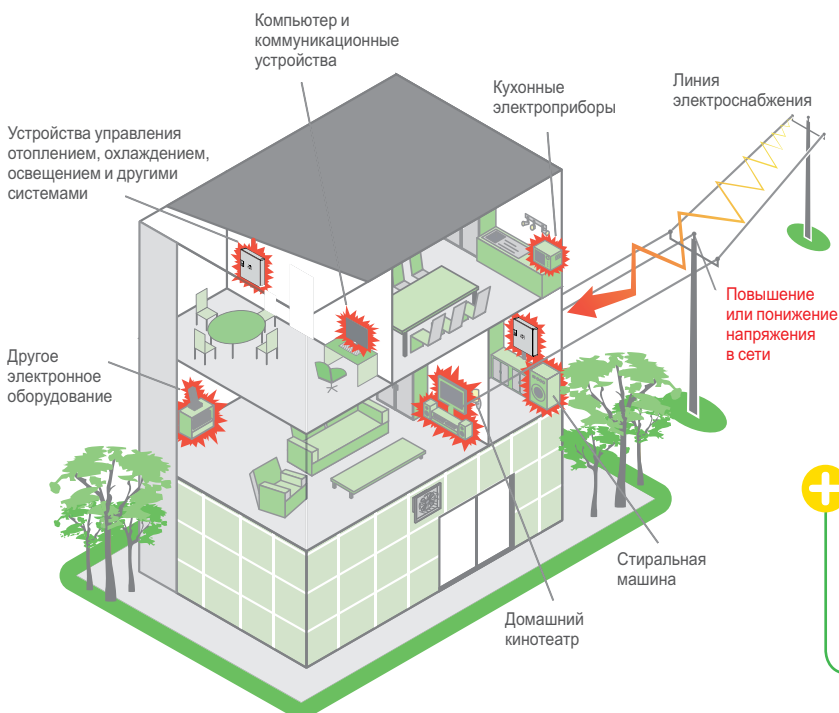 Компьютер и
коммуникационные
устройства
Кухонные
электроприборы
Линия
электроснабжения
Устройства управления
отоплением, охлаждением,
освещением и другими
системами
Повышение
или понижение
напряжения
в сети
Другое
электронное
оборудование
Стиральная
машина
Домашний
кинотеатр